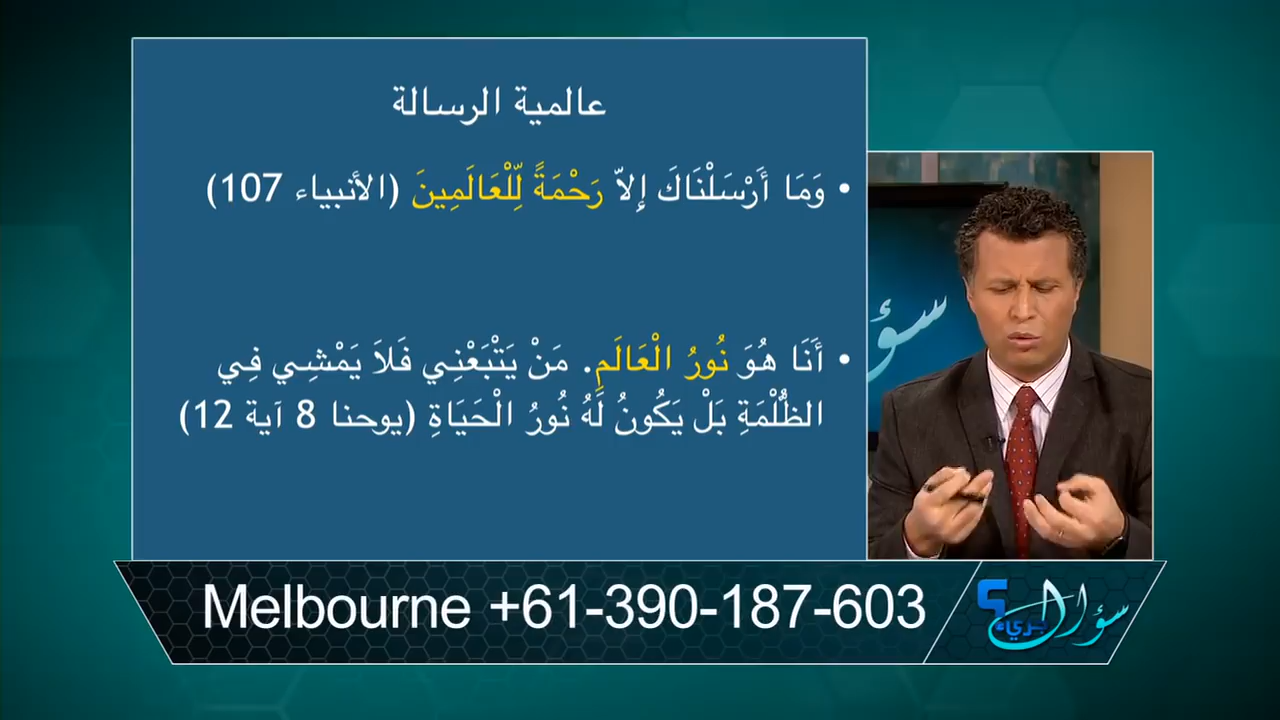 عالمية الرسالة
• وَمَا أَرْسَلْنَاكَ إِلاّ رَحْمَةً لِّلْعَالَمِينَ (الأنبياء 107)
• أَنَا هُوَ نُورُ الْعَالَمِ. مَنْ يَتْبَعْنِي فَلاَ يَمْشِي فِي
الظُّلْمَةِ بَلْ يَكُونُ لَهُ نُورُ الْحَيَاةِ (يوحنا 8 آية 12)
سؤا
Melbourne +61-390-187-603
سؤال جريء